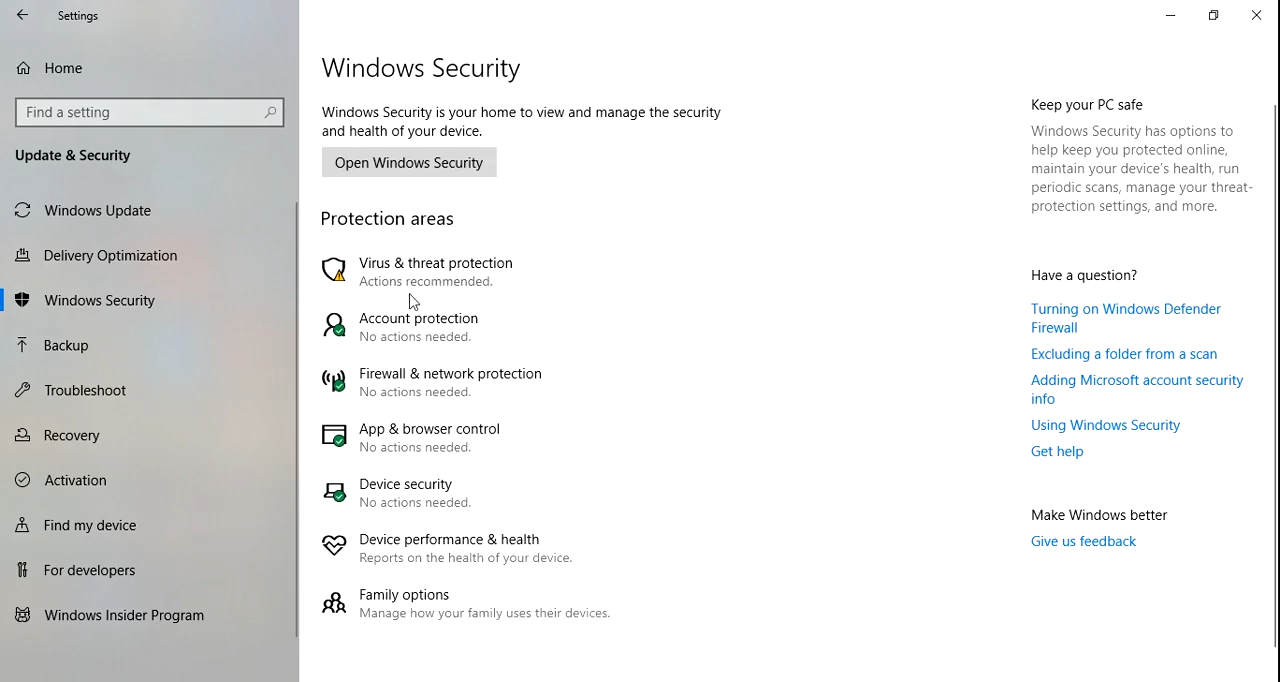 Settings
Home
Find a setting
Update & Security
Windows Update
Delivery Optimization
Windows Security
Backup
Troubleshoot
Recovery
Activation
Find my device
For developers
Windows Insider Program
Windows Security
Windows Security is your home to view and manage the security
and health of your device.
Open Windows Security
Protection areas
Virus & threat protection
Actions recommended.
Account protection
No actions needed.
Firewall & network protection
No actions needed.
App & browser control
No actions needed.
Device security
No actions needed.
Device performance & health
Reports on the health of your device.
Family options
Manage how your family uses their devices.
Keep your PC safe
Windows Security has options to
help keep you protected online,
maintain your device's health, run
periodic scans, manage your threat-
protection settings, and more.
Have a question?
Turning on Windows Defender
Firewall
Excluding a folder from a scan
Adding Microsoft account security
info
Using Windows Security
Get help
Make Windows better
Give us feedback